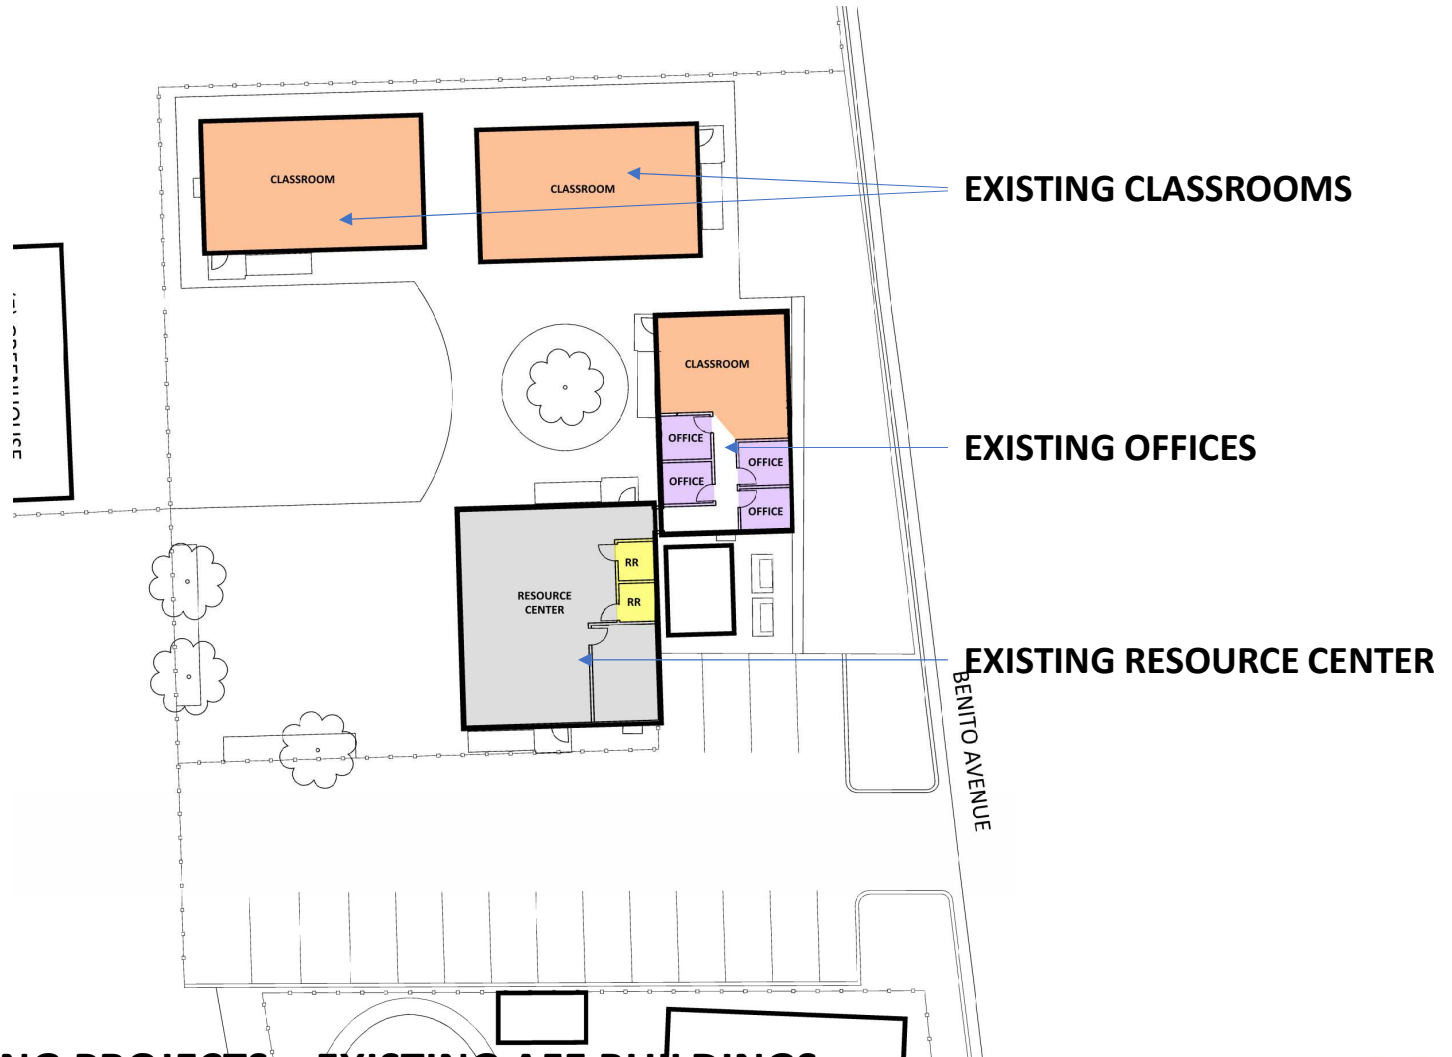 CLASSROOM
CLASSROOM
EXISTING CLASSROOMS
CLASSROOM
OFFICE
OFFICE
OFFICE
OFFICE
EXISTING OFFICES
RR
RR
RESOURCE
CENTER
EXISTING RESOURCE CENTER
BENITO AVENUE